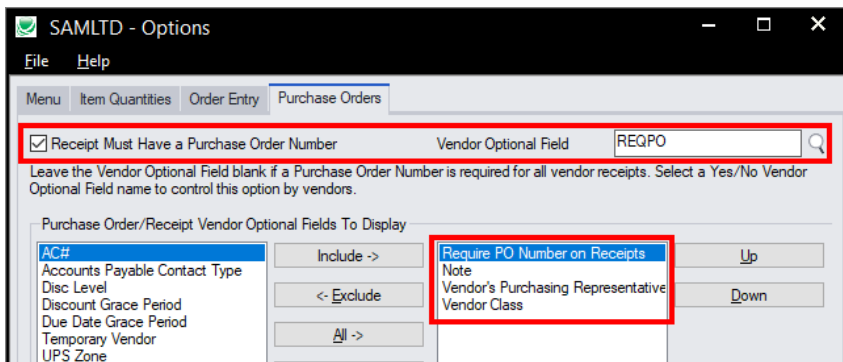 SAMLTD - Options
File Help
Menu Item Quantities Order Entry Purchase Orders
Receipt Must Have a Purchase Order Number Vendor Optional Field REQPO
Leave the Vendor Optional Field blank if a Purchase Order Number is required for all vendor receipts. Select a Yes/No Vendor
Optional Field name to control this option by vendors.
Purchase Order/Receipt Vendor Optional Fields To Display
AC# Include -> Require PO Number on Receipts Up
Accounts Payable Contact Type Note
Disc Level <- Exclude Vendor's Purchasing Representative Down
Discount Grace Period Vendor Class
Due Date Grace Period
Temporary Vendor All ->
UPS Zone